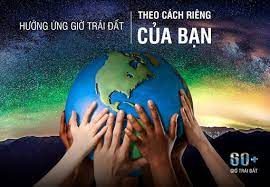 HƯỞNG ỨNG GIỜ TRÁI ĐẤT
THEO CÁCH RIÊNG
CỦA BẠN
60+
GIỜ TRÁI ĐẤT